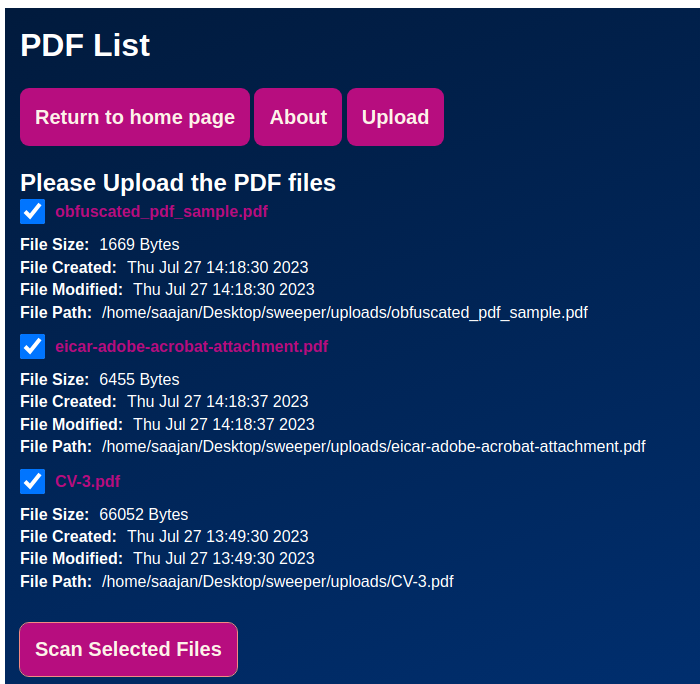 PDF List
Return to home page About Upload
Please Upload the PDF files
obfuscated_pdf_sample.pdf
File Size: 1669 Bytes
File Created: Thu Jul 27 14:18:30 2023
File Modified: Thu Jul 27 14:18:30 2023
File Path: /home/saajan/Desktop/sweeper/uploads/obfuscated_pdf_sample.pdf
eicar-adobe-acrobat-attachment.pdf
File Size: 6455 Bytes
File Created: Thu Jul 27 14:18:37 2023
File Modified: Thu Jul 27 14:18:37 2023
File Path: /home/saajan/Desktop/sweeper/uploads/eicar-adobe-acrobat-attachment.pdf
CV-3.pdf
File Size: 66052 Bytes
File Created: Thu Jul 27 13:49:30 2023
File Modified: Thu Jul 27 13:49:30 2023
File Path: /home/saajan/Desktop/sweeper/uploads/CV-3.pdf
Scan Selected Files